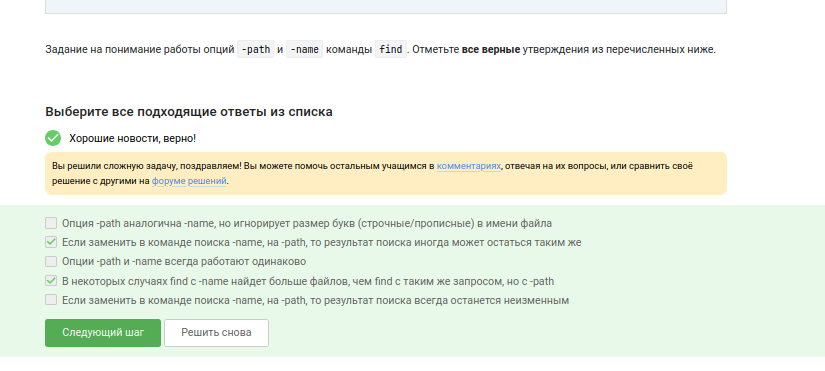 Задание на понимание работы опций -path и -name команды find. Отметьте все верные утверждения из перечисленных ниже.
Выберите все подходящие ответы из списка
Хорошие новости, верно!
Вы решили сложную задачу, поздравляем! Вы можете помочь остальным учащимся в комментариях, отвечая на их вопросы, или сравнить своё
решение с другими на форуме решений.
Опция -path аналогична -name, но игнорирует размер букв (строчные/прописные) в имени файла
Если заменить в команде поиска -name, на -path, то результат поиска иногда может остаться таким же
Опции -path и -name всегда работают одинаково
В некоторых случаях find с -name найдет больше файлов, чем find с таким же запросом, но с -path
Если заменить в команде поиска -name, на -path, то результат поиска всегда останется неизменным
Следующий шаг
Решить снова